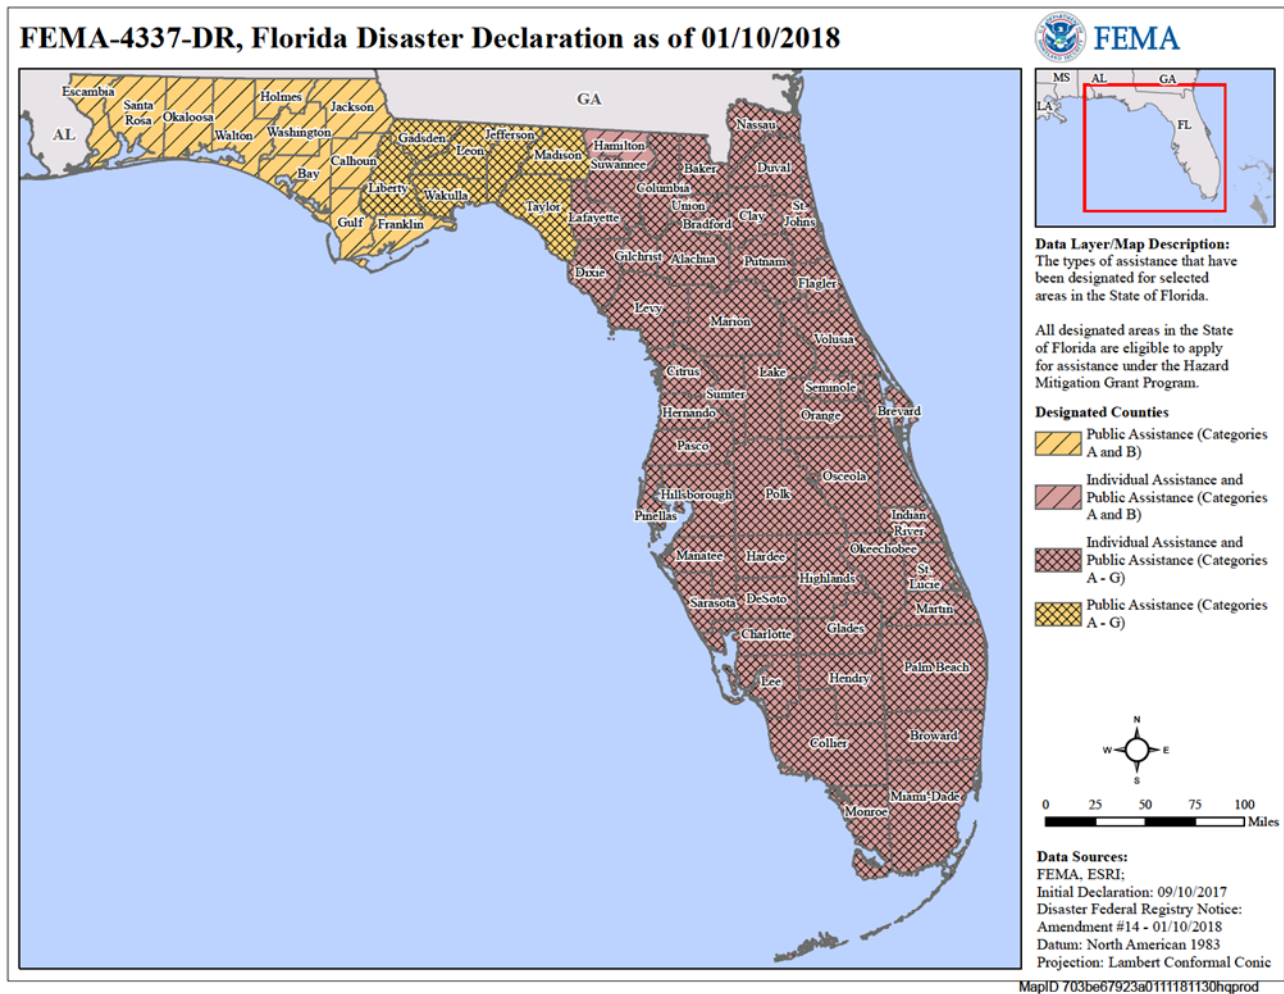 FEMA-4337-DR, Florida Disaster Declaration as of 01/10/2018
FEMA
MS
AL
GA
LA
FL
GA
AL
Escambia
Santa
Rosa
Okaloosa
Walton
Holmes
Washington
Jackson
Calhoun
Bay
Gulf
Franklin
Liberty
Gadsden
Leon
Wakulla
Jefferson
Madison
Taylor
Hamilton
Suwannee
Columbia
Baker
Nassau
Duval
Union
Bradford
Clay
St.
Johns
Lafayette
Dixie
Gilchrist
Alachua
Putnam
Flagler
Levy
Marion
Volusia
Citrus
Sumter
Lake
Seminole
Hernando
Orange
Brevard
Pasco
Osceola
Hillsborough
Polk
Pinellas
Indian
River
Manatee
Hardee
Okeechobee
Highlands
St.
Lucie
Sarasota
DeSoto
Martin
Charlotte
Glades
Lee
Hendry
Palm Beach
Collier
Broward
Monroe
Miami-Dade
Data Layer/Map Description:
The types of assistance that have
been designated for selected
areas in the State of Florida.
All designated areas in the State
of Florida are eligible to apply
for assistance under the Hazard
Mitigation Grant Program.
Designated Counties
Public Assistance (Categories
A and B)
Individual Assistance and
Public Assistance (Categories
A and B)
Individual Assistance and
Public Assistance (Categories
A - G)
Public Assistance (Categories
A - G)
N
W
E
S
0 25 50 75 100
Miles
Data Sources:
FEMA, ESRI;
Initial Declaration: 09/10/2017
Disaster Federal Registry Notice:
Amendment #14 - 01/10/2018
Datum: North American 1983
Projection: Lambert Conformal Conic
MapID 703be67923a0111181130hqprod